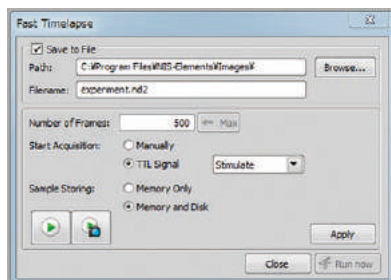 Fast Timelapse
Save to File
Path: C:¥Program Files¥NIS-Elements¥Images¥ Browse...
Filename: experiment.nd2
Number of Frames: 500 Max
Start Acquisition: Manually
TTL Signal Stimulate
Sample Storing: Memory Only
Memory and Disk
Apply
Close Run now